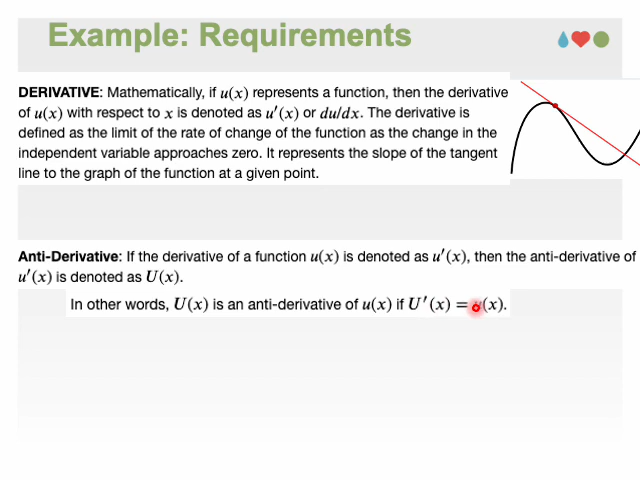 Example: Requirements
DERIVATIVE: Mathematically, if u(x) represents a function, then the derivative
of u(x) with respect to x is denoted as u′(x) or du/dx. The derivative is
defined as the limit of the rate of change of the function as the change in the
independent variable approaches zero. It represents the slope of the tangent
line to the graph of the function at a given point.
Anti-Derivative: If the derivative of a function u(x) is denoted as u′(x), then the anti-derivative of
u′(x) is denoted as U(x).
In other words, U(x) is an anti-derivative of u(x) if U′(x) = (x).